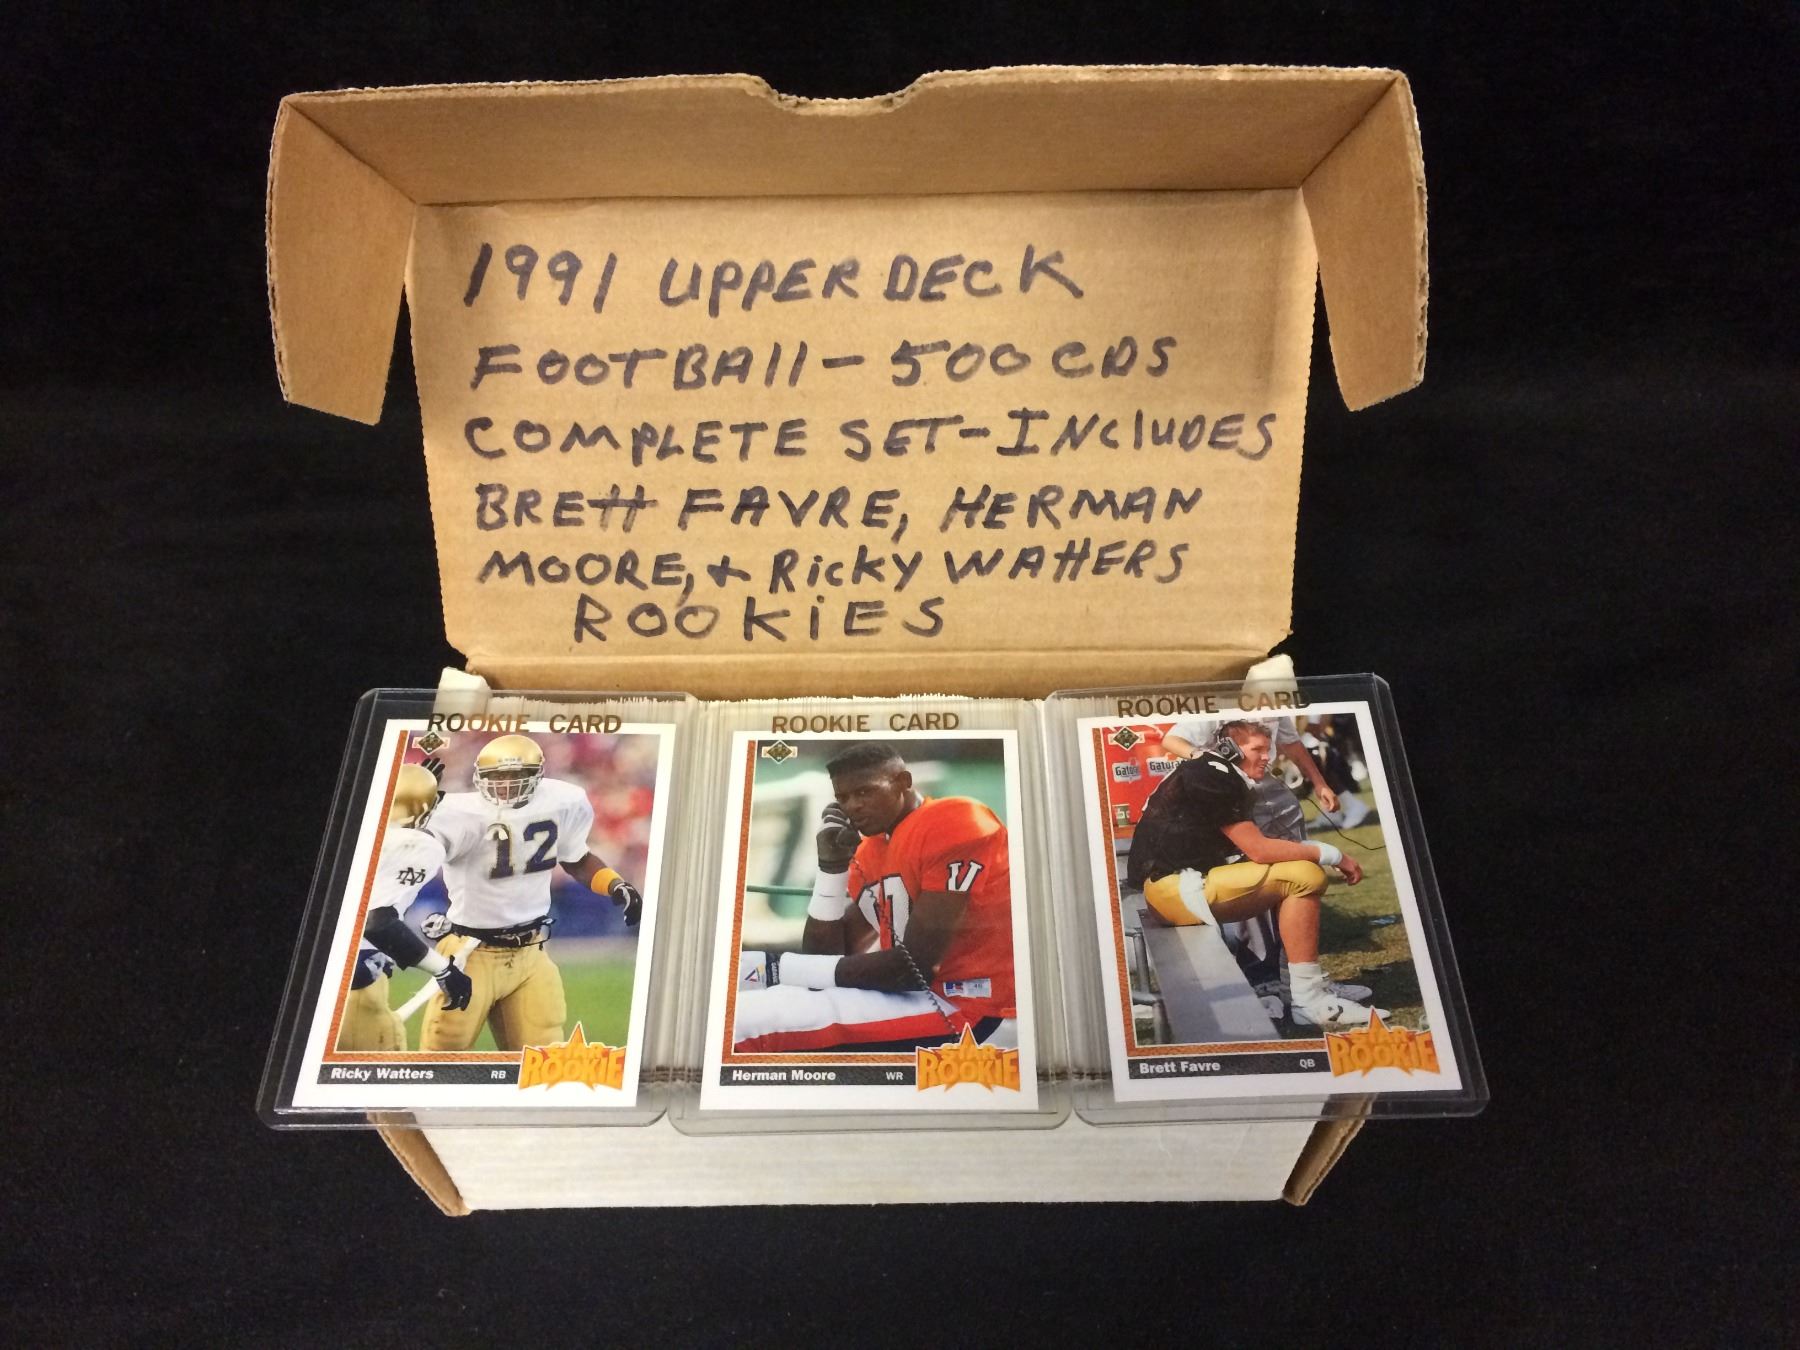 1991 UPPER DECK
FOOTBALL - 500 CDS
COMPLETE SET - INCLUDES
BRETT FAVRE, HERMAN
MOORE, + RICKY WATTERS
ROOKIES
ROOKIE CARD
12
Ricky Watters RB
STAR
ROOKIE
ROOKIE CARD
Herman Moore WR
STAR
ROOKIE
ROOKIE CARD
Brett Favre QB
STAR
ROOKIE